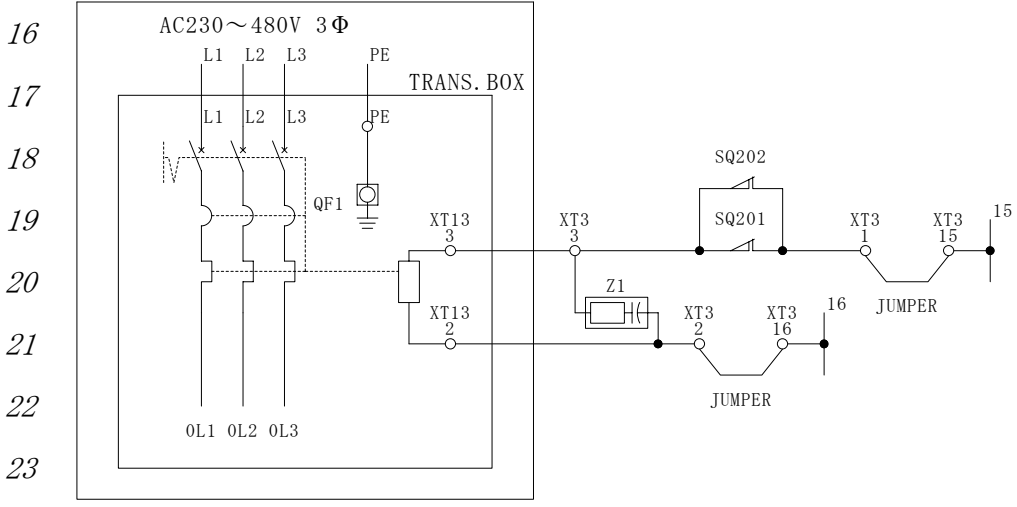 16
AC230～480V 3Φ
L1 L2 L3 PE
17
TRANS. BOX
L1 L2 L3 PE
18
SQ202
QF1
19
XT13
3
XT3
3
SQ201
XT3
1
XT3
15
15
20
Z1
JUMPER
XT13
2
XT3
2
XT3
16
16
21
JUMPER
22
0L1 0L2 0L3
23